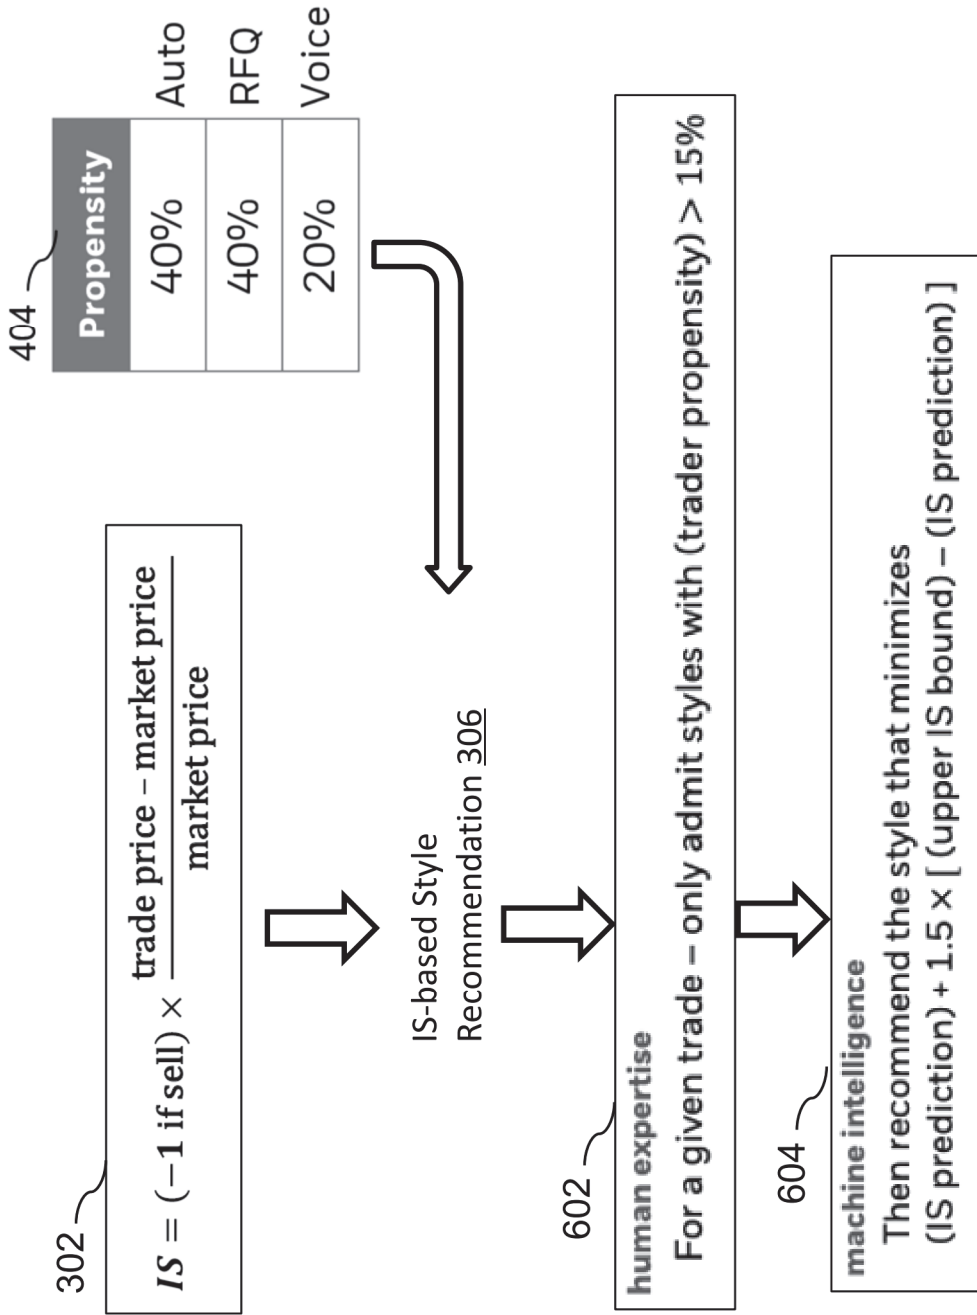 302
IS = (−1 if sell) × trade price − market price
market price
404
Propensity
40% Auto
40% RFQ
20% Voice
IS-based Style
Recommendation 306
602
human expertise
For a given trade – only admit styles with (trader propensity) > 15%
604
machine intelligence
Then recommend the style that minimizes
(IS prediction) + 1.5 × [ (upper IS bound) – (IS prediction) ]